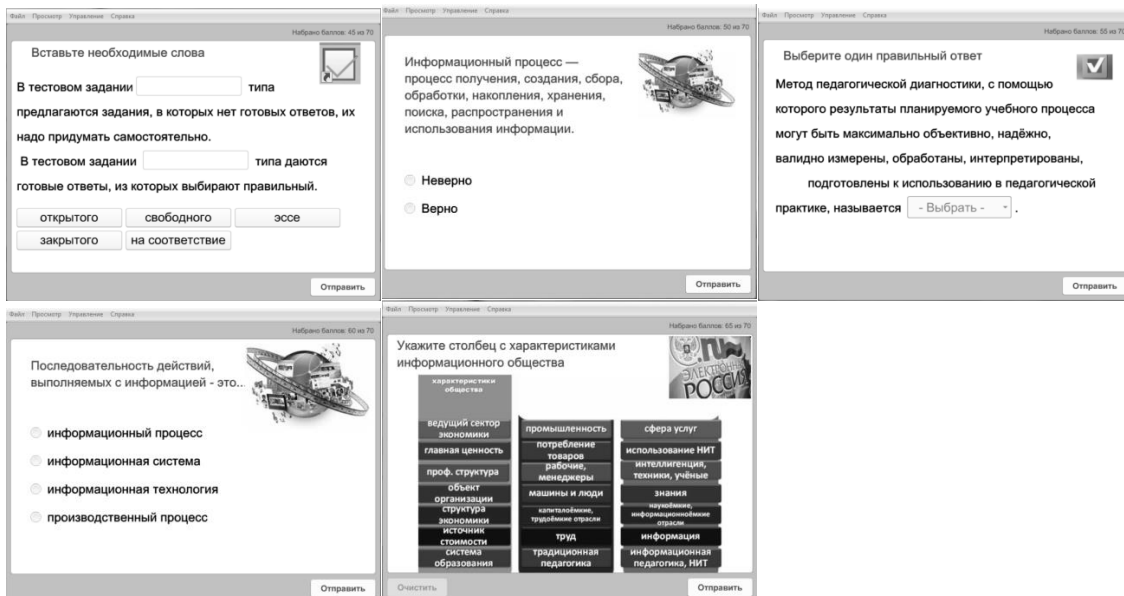 Файл Просмотр Управление Справка
Набрано баллов: 45 из 70
Вставьте необходимые слова
В тестовом задании типа
предлагаются задания, в которых нет готовых ответов, их
надо придумать самостоятельно.
В тестовом задании типа даются
готовые ответы, из которых выбирают правильный.
открытого свободного эссе
закрытого на соответствие
Отправить
Файл Просмотр Управление Справка
Набрано баллов: 50 из 70
Информационный процесс —
процесс получения, создания, сбора,
обработки, накопления, хранения,
поиска, распространения и
использования информации.
Неверно
Верно
Отправить
Файл Просмотр Управление Справка
Набрано баллов: 55 из 70
Выберите один правильный ответ
Метод педагогической диагностики, с помощью
которого результаты планируемого учебного процесса
могут быть максимально объективно, надёжно,
валидно измерены, обработаны, интерпретированы,
подготовлены к использованию в педагогической
практике, называется - Выбрать - .
Отправить
Файл Просмотр Управление Справка
Набрано баллов: 60 из 70
Последовательность действий,
выполняемых с информацией - это...
информационный процесс
информационная система
информационная технология
производственный процесс
Отправить
Файл Просмотр Управление Справка
Набрано баллов: 65 из 70
Укажите столбец с характеристиками
информационного общества
.ru
ЭЛЕКТРОННАЯ
РОССИЯ
характеристики
общества
ведущий сектор
экономики
промышленность
сфера услуг
главная ценность
потребление
товаров
использование НИТ
проф. структура
рабочие,
менеджеры
интеллигенция,
техники, учёные
объект
организации
машины и люди
знания
структура
экономики
капиталоёмкие,
трудоёмкие отрасли
наукоёмкие,
информационноёмкие
отрасли
источник
стоимости
труд
информация
система
образования
традиционная
педагогика
информационная
педагогика, НИТ
Очистить
Отправить